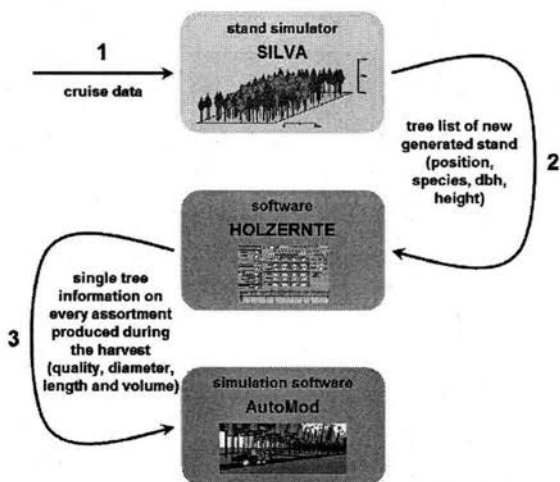 1
cruise data
stand simulator
SILVA
tree list of new
generated stand
(position,
species, dbh,
height)
2
software
HOLZERNTE
single tree
information on
every assortment
produced during
the harvest
(quality, diameter,
length and volume)
3
simulation software
AutoMod